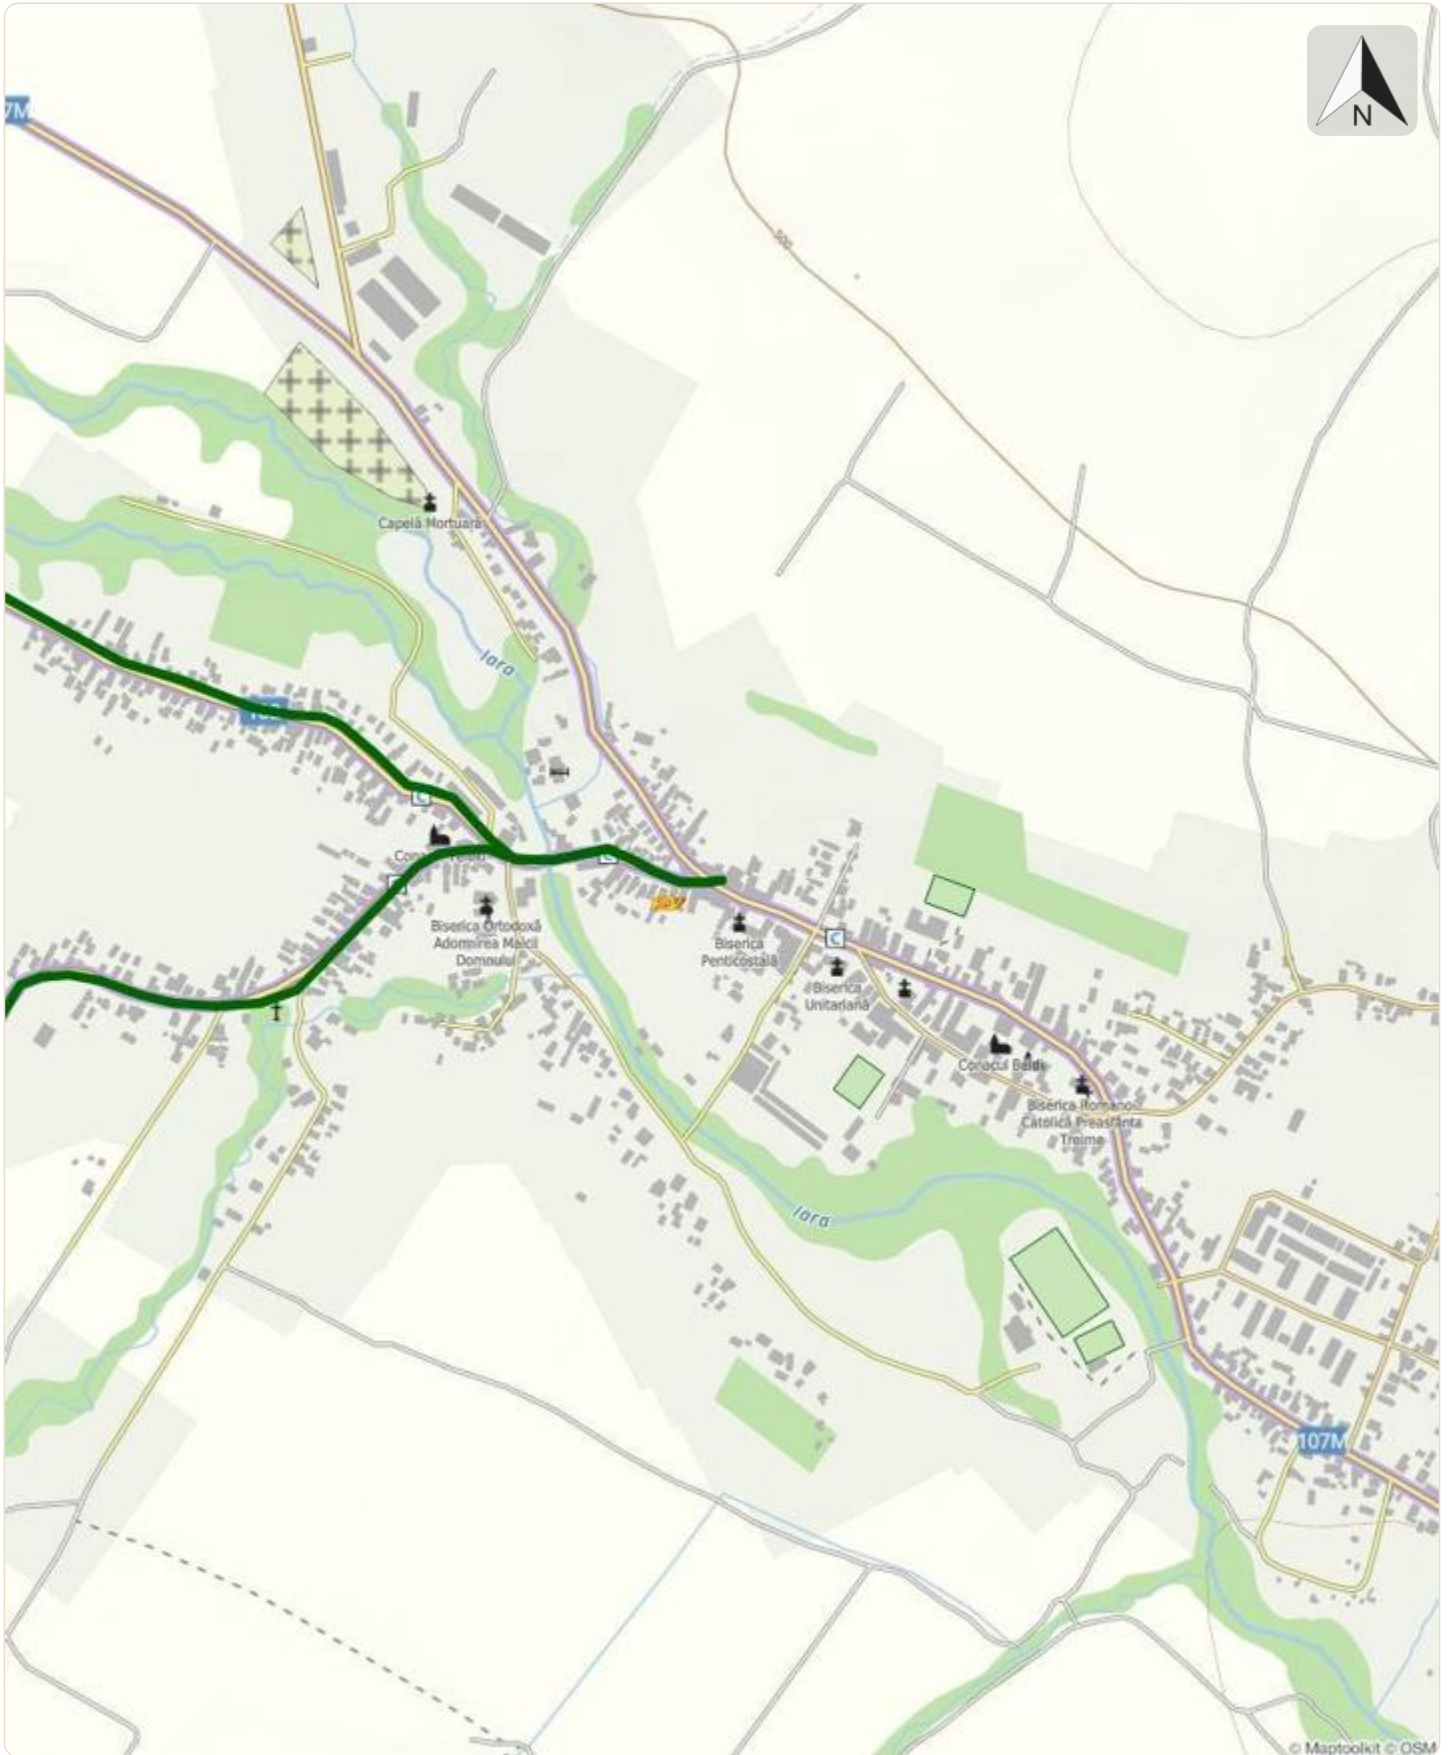 N
7M
500
Capelă Mortuară
Iara
C
C
Biserica Ortodoxă
Adormirea Maicii
Domnului
Biserica
Penticostală
C
Biserica
Unitariană
Conacul Beldi
Biserica Romano-
Catolică Preasfânta
Treime
Iara
107M
© Maptoolkit © OSM